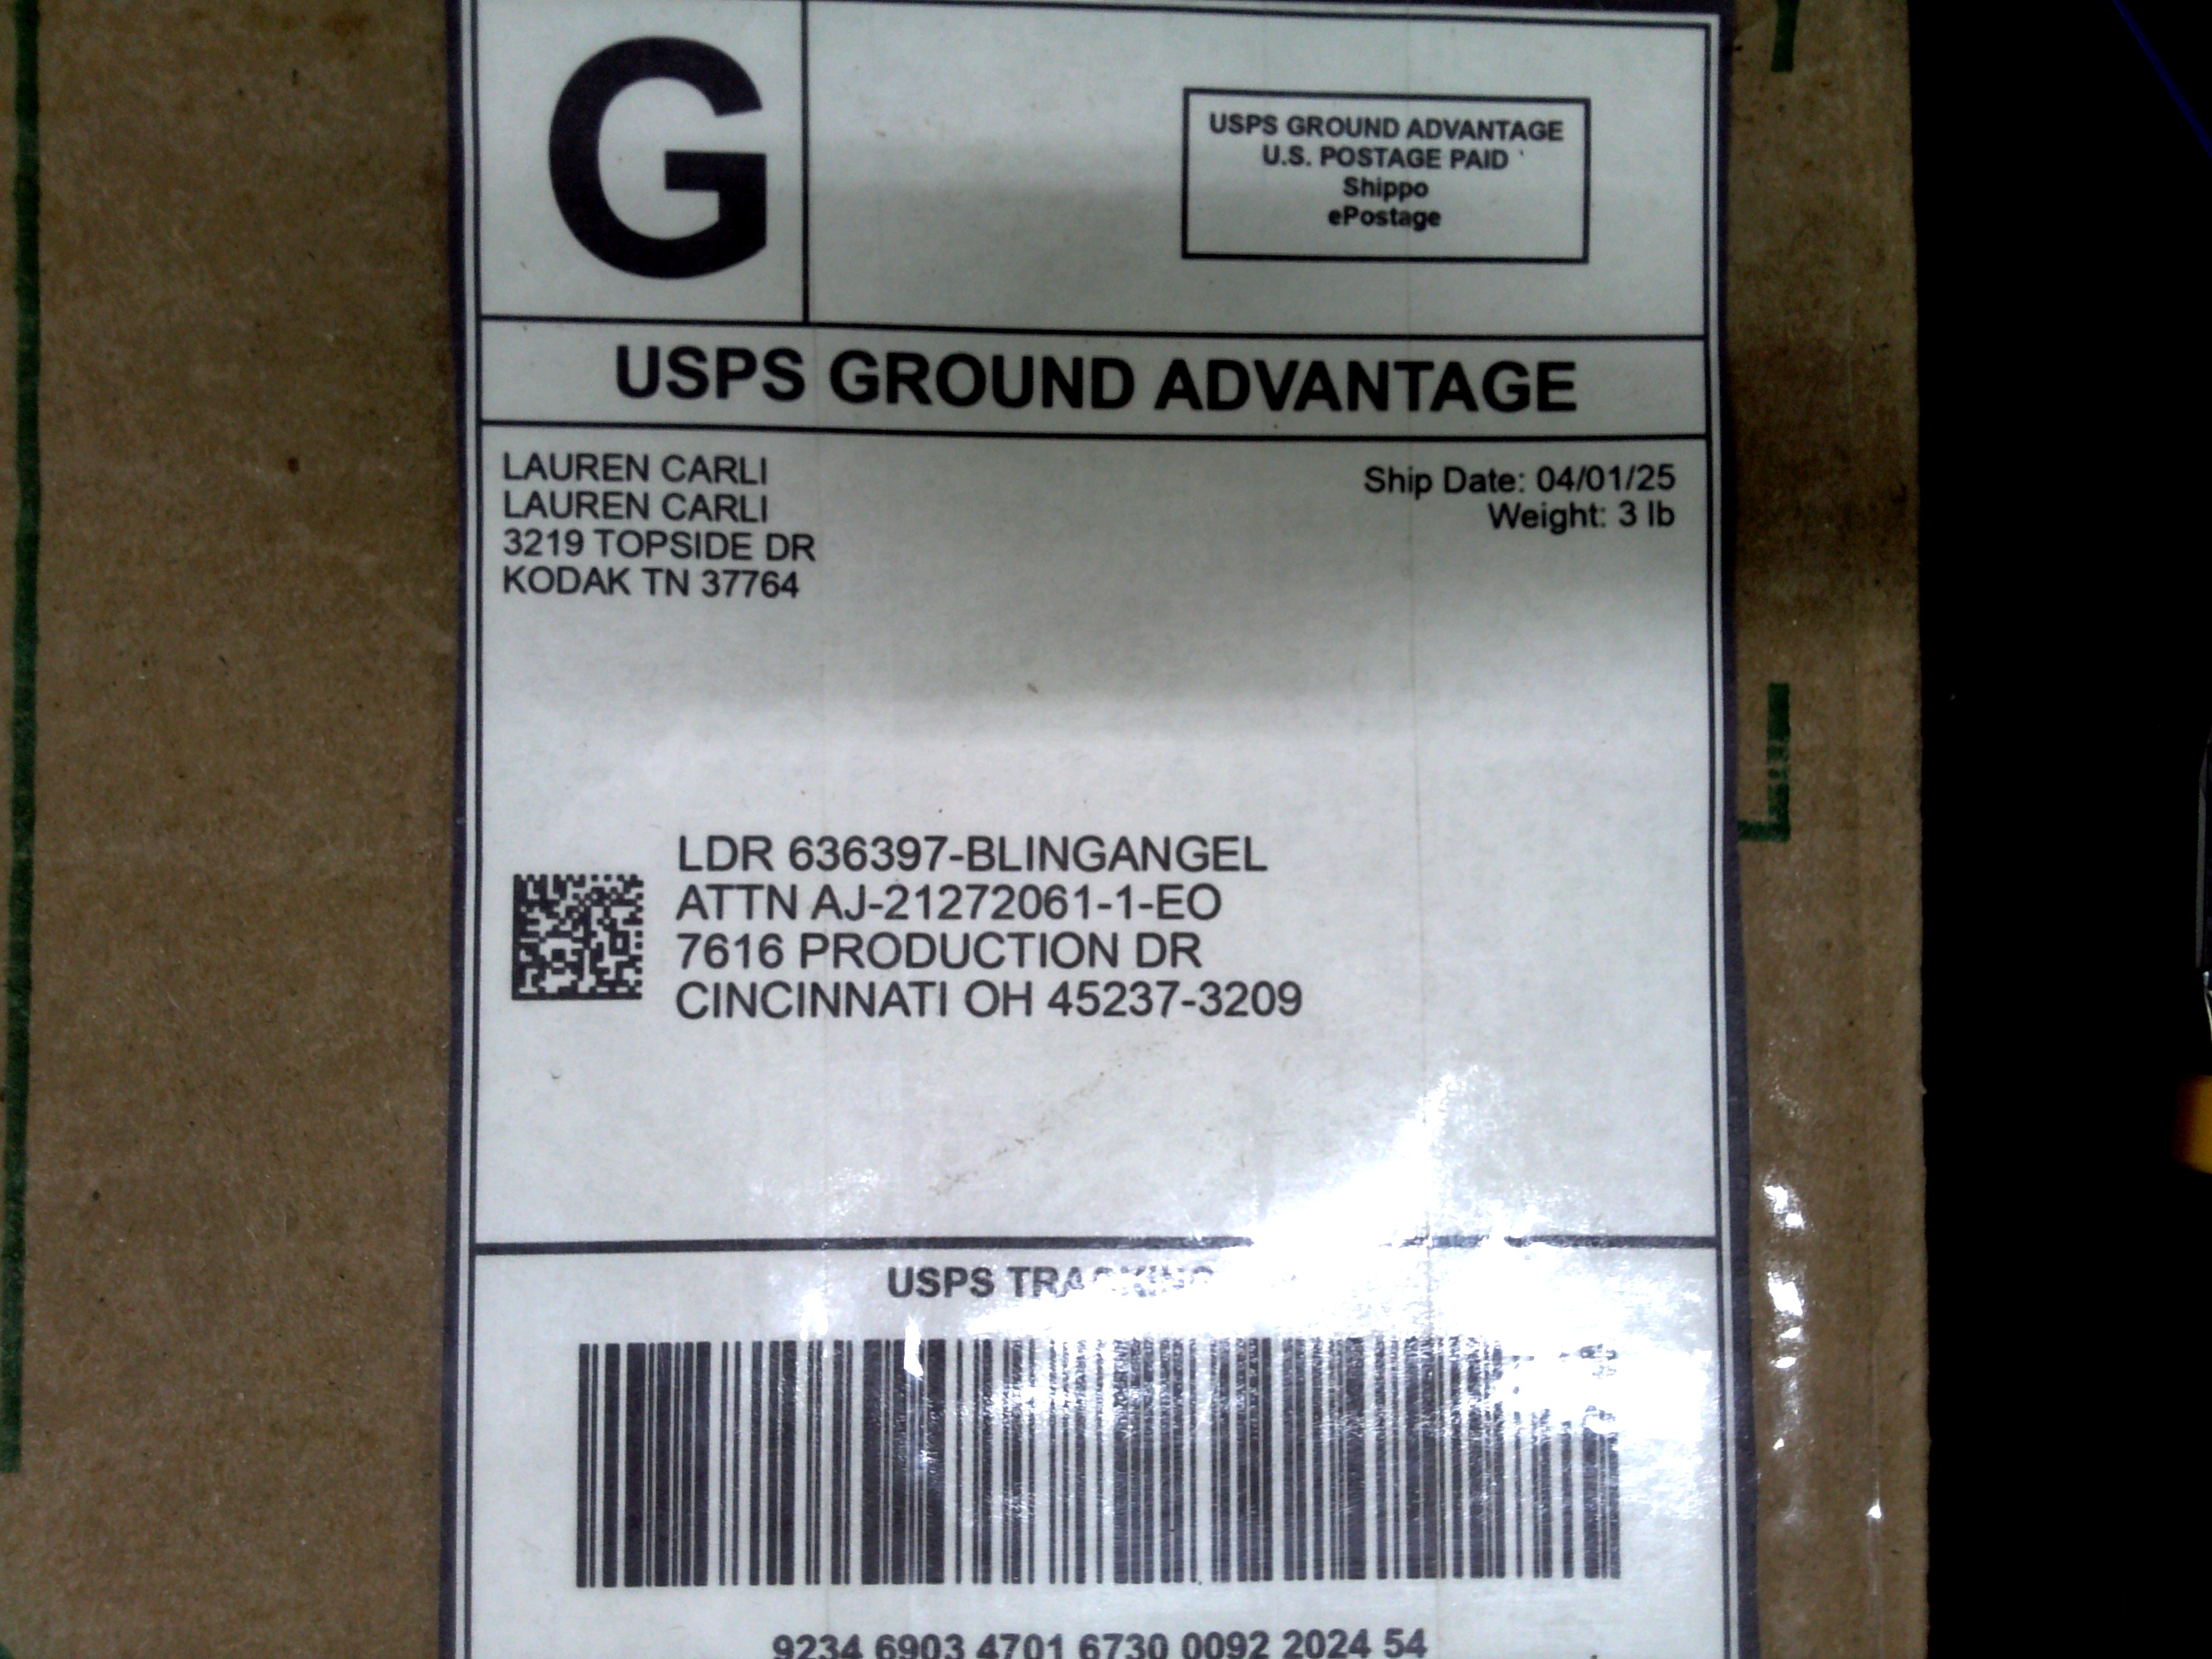 G
USPS GROUND ADVANTAGE
U.S. POSTAGE PAID
Shippo
ePostage
USPS GROUND ADVANTAGE
LAUREN CARLI
LAUREN CARLI
3219 TOPSIDE DR
KODAK TN 37764
Ship Date: 04/01/25
Weight: 3 lb
LDR 636397-BLINGANGEL
ATTN AJ-21272061-1-EO
7616 PRODUCTION DR
CINCINNATI OH 45237-3209
USPS TRACKING
9234 6903 4701 6730 0092 2024 54